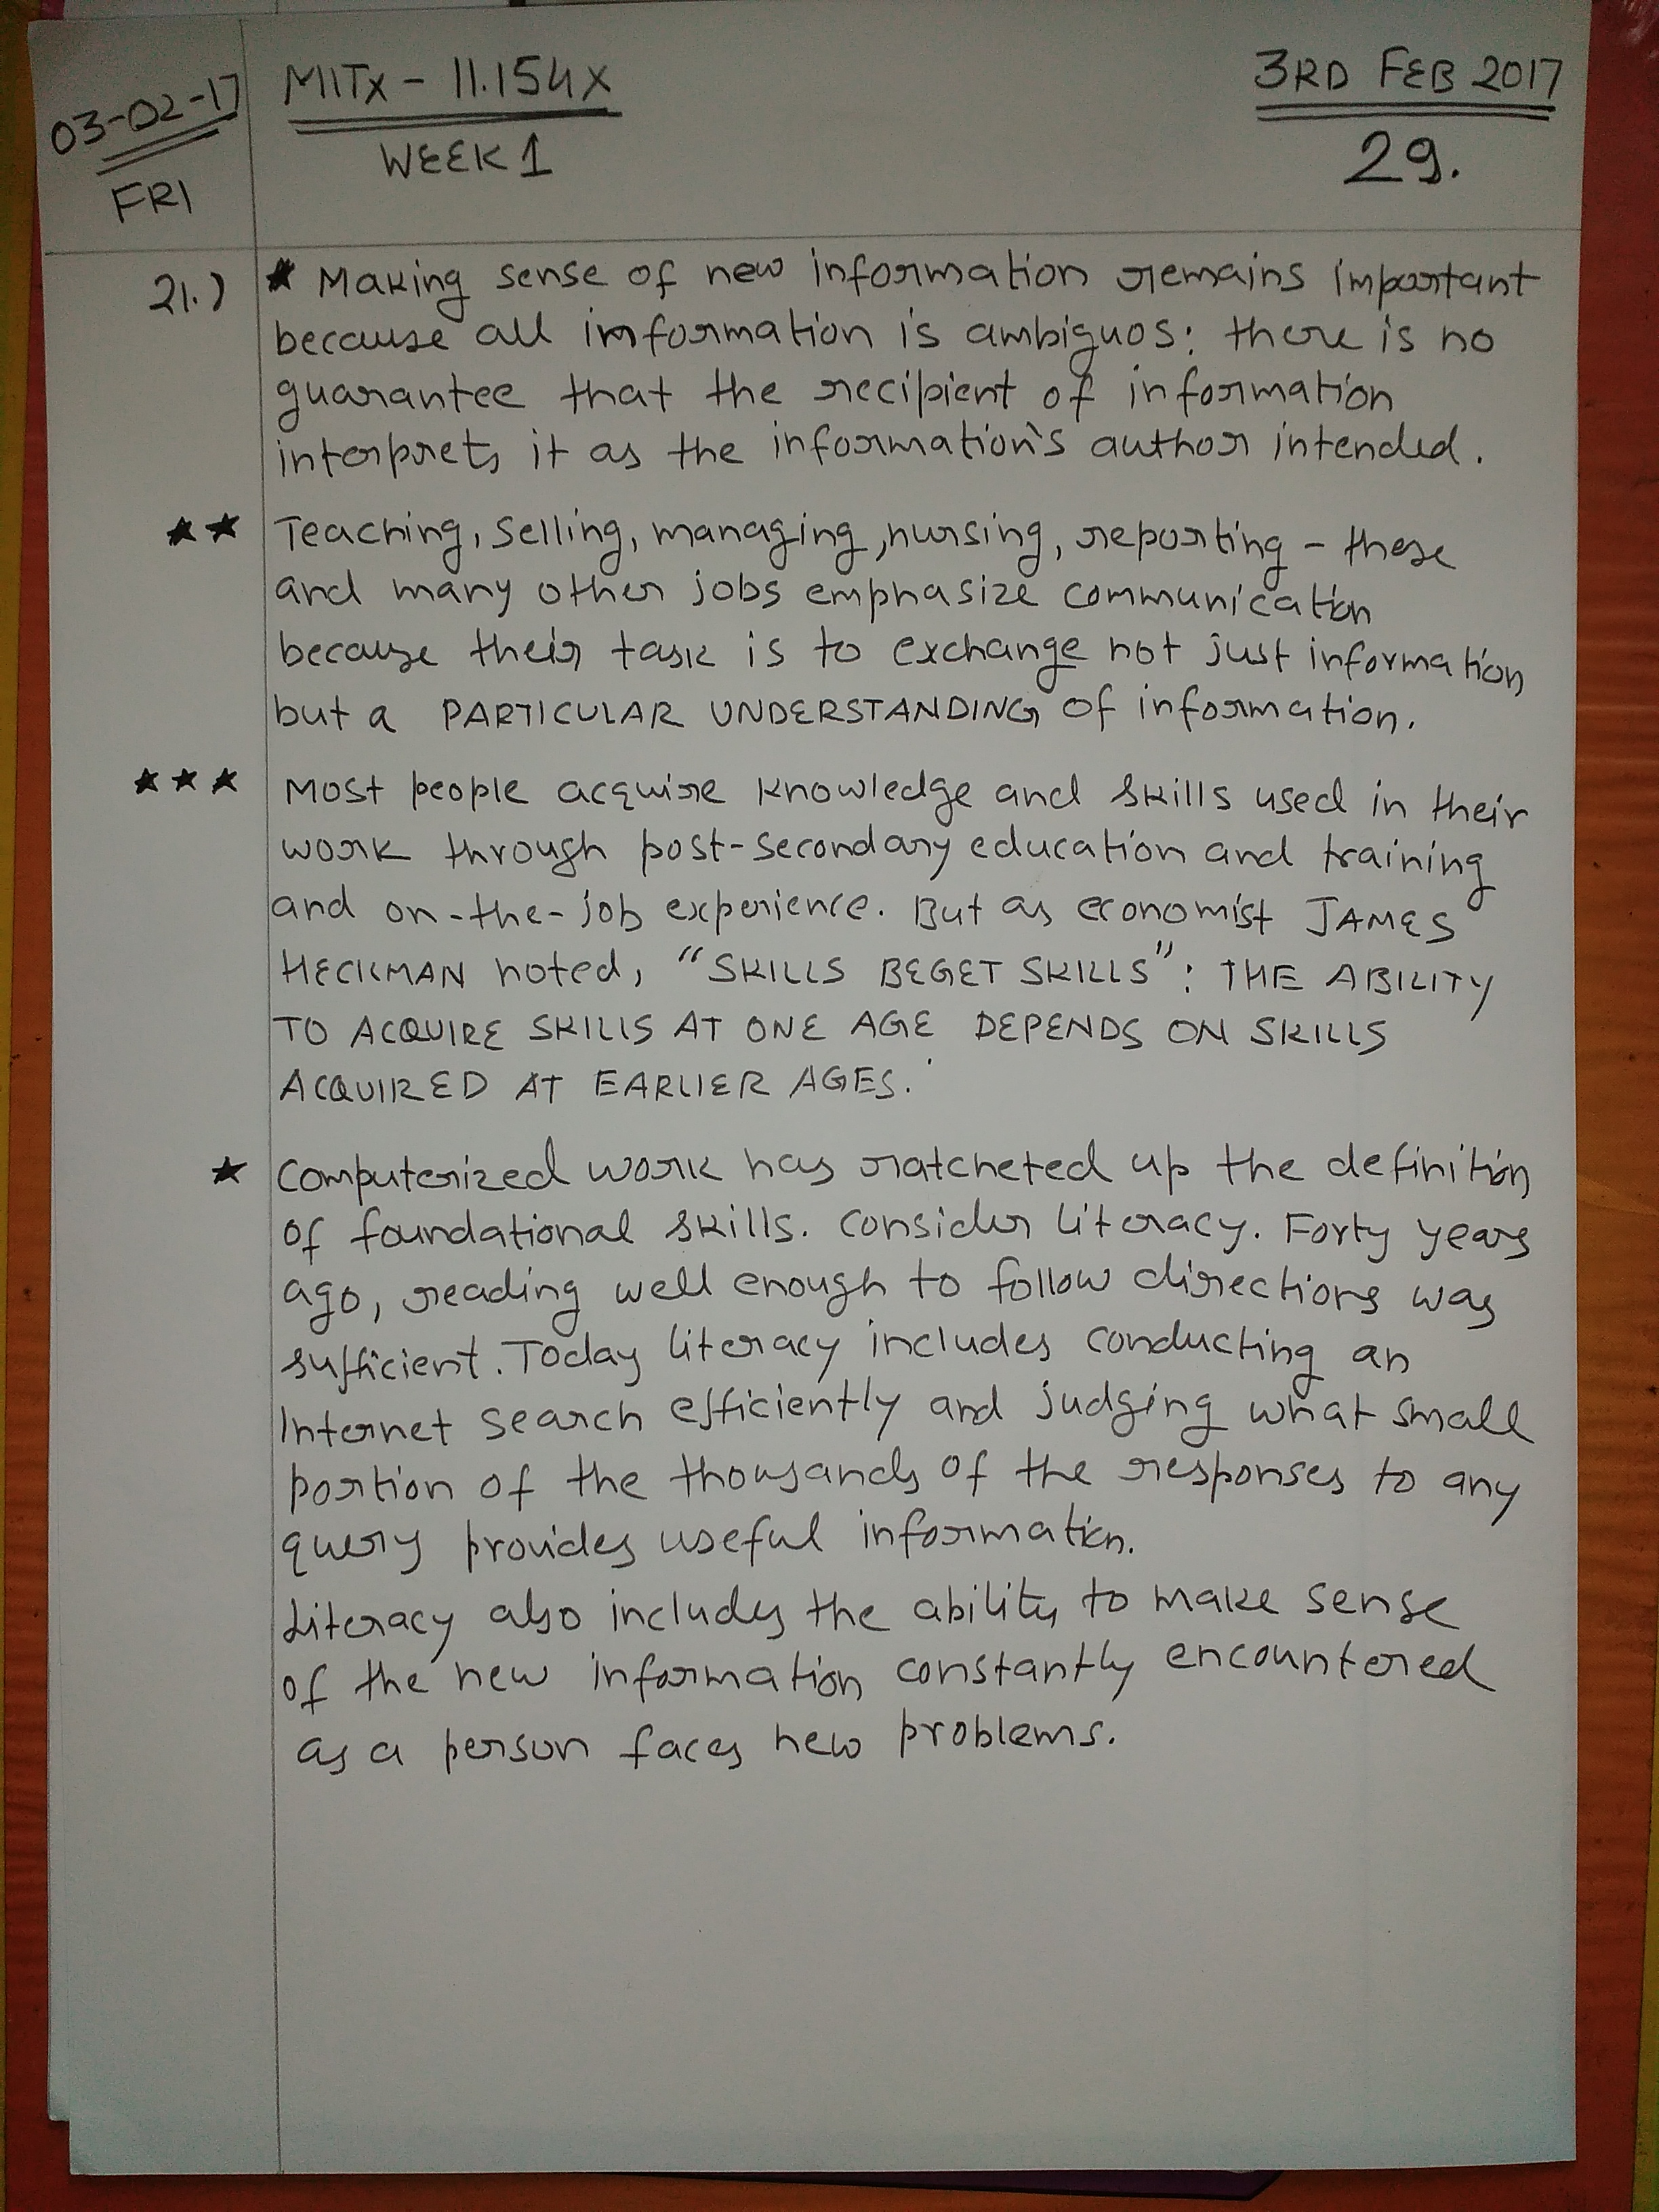 03-02-17
FRI
MITx - 11.154x
WEEK 1
3RD FEB 2017
29.
21.) ★ Making sense of new information remains important
because all information is ambiguos: there is no
guarantee that the recipient of information
interprets it as the information's author intended.
★★ Teaching, selling, managing, nursing, reporting - these
and many other jobs emphasize communication
because their task is to exchange not just information
but a PARTICULAR UNDERSTANDING of information.
★★★ Most people acquire knowledge and skills used in their
work through post-secondary education and training
and on-the-job experience. But as economist JAMES
HECKMAN noted, "SKILLS BEGET SKILLS": THE ABILITY
TO ACQUIRE SKILLS AT ONE AGE DEPENDS ON SKILLS
ACQUIRED AT EARLIER AGES.
★ Computerized work has ratcheted up the definition
of foundational skills. Consider literacy. Forty years
ago, reading well enough to follow directions was
sufficient. Today literacy includes conducting an
Internet search efficiently and judging what small
portion of the thousands of the responses to any
query provides useful information.
Literacy also includes the ability to make sense
of the new information constantly encountered
as a person faces new problems.